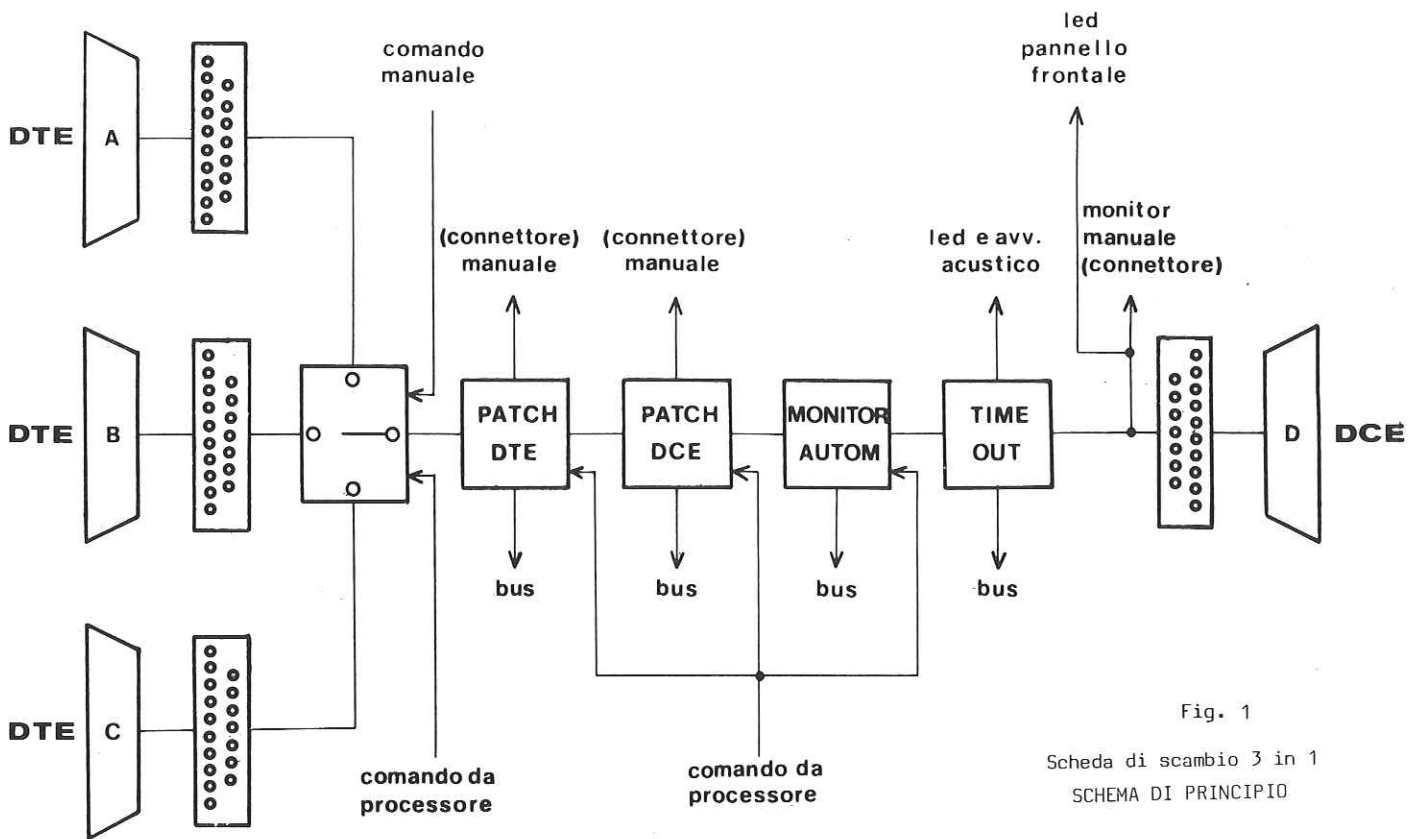 led
pannello
frontale
comando
manuale
DTE
A
monitor
manuale
(connettore)
(connettore)
manuale
(connettore)
manuale
led e avv.
acustico
DTE
B
PATCH
DTE
PATCH
DCE
MONITOR
AUTOM
TIME
OUT
D
DCE
bus
bus
bus
bus
DTE
C
comando da
processore
comando da
processore
Fig. 1
Scheda di scambio 3 in 1
SCHEMA DI PRINCIPIO